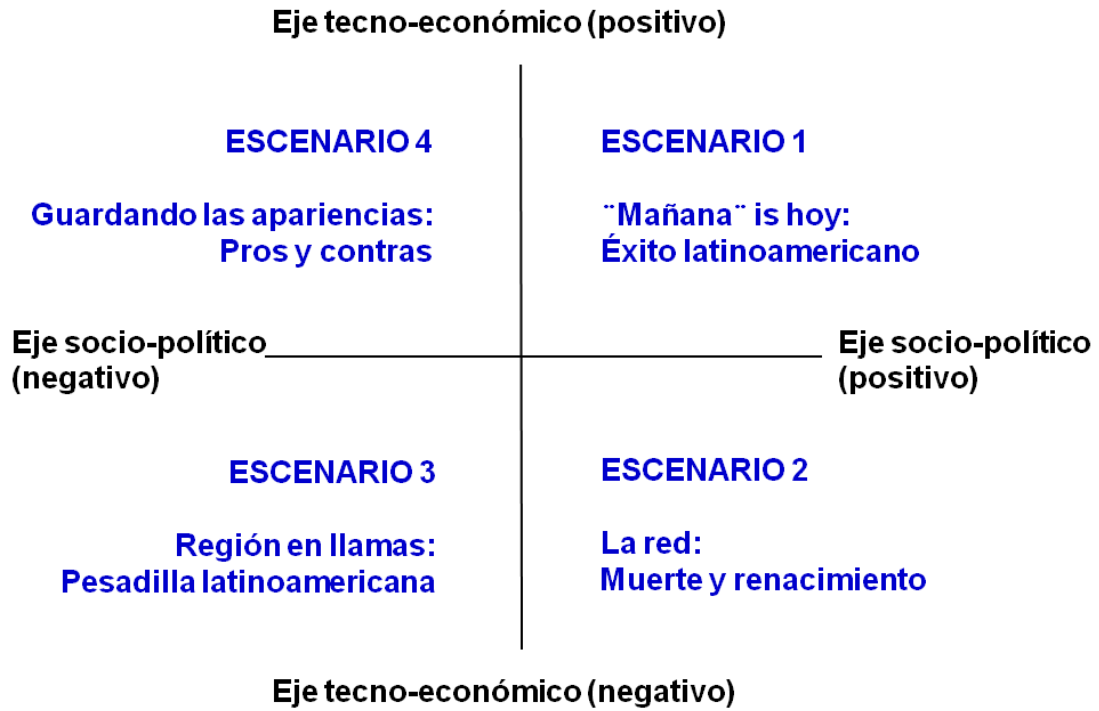 Eje tecno-económico (positivo)
ESCENARIO 4
Guardando las apariencias:
Pros y contras
ESCENARIO 1
¨Mañana¨ is hoy:
Éxito latinoamericano
Eje socio-político
(negativo)
Eje socio-político
(positivo)
ESCENARIO 3
Región en llamas:
Pesadilla latinoamericana
ESCENARIO 2
La red:
Muerte y renacimiento
Eje tecno-económico (negativo)